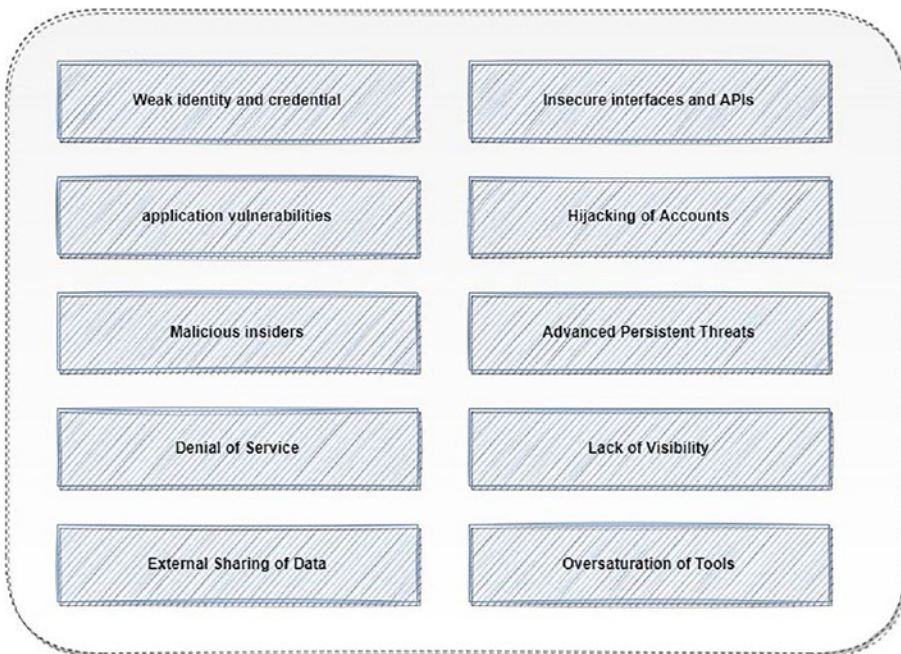 Weak identity and credential
Insecure interfaces and APIs
application vulnerabilities
Hijacking of Accounts
Malicious insiders
Advanced Persistent Threats
Denial of Service
Lack of Visibility
External Sharing of Data
Oversaturation of Tools